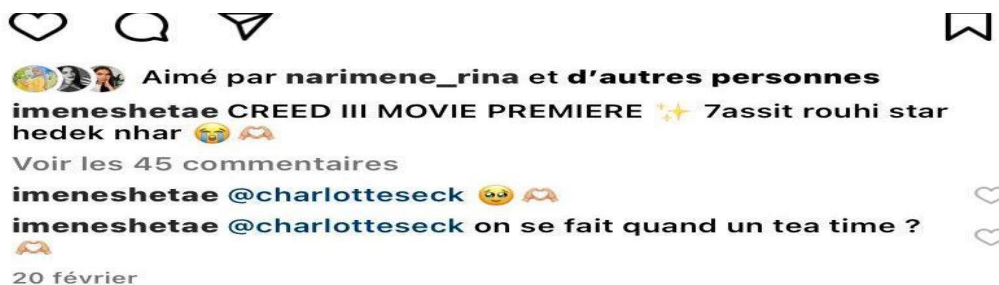 Aimé par narimene_rina et d’autres personnes
imeneshetae CREED III MOVIE PREMIERE ✨ 7assit rouhi star
hedek nhar 😭 🫶🏼
Voir les 45 commentaires
imeneshetae @charlotteseck 🥹 🫶🏼
imeneshetae @charlotteseck on se fait quand un tea time ?
🫶🏼
20 février